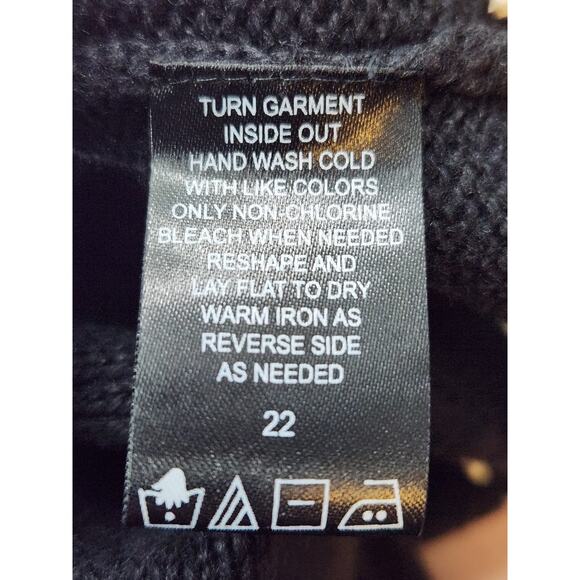 TURN GARMENT
INSIDE OUT
HAND WASH COLD
WITH LIKE COLORS
ONLY NON-CHLORINE
BLEACH WHEN NEEDED
RESHAPE AND
LAY FLAT TO DRY
WARM IRON AS
REVERSE SIDE
AS NEEDED
22